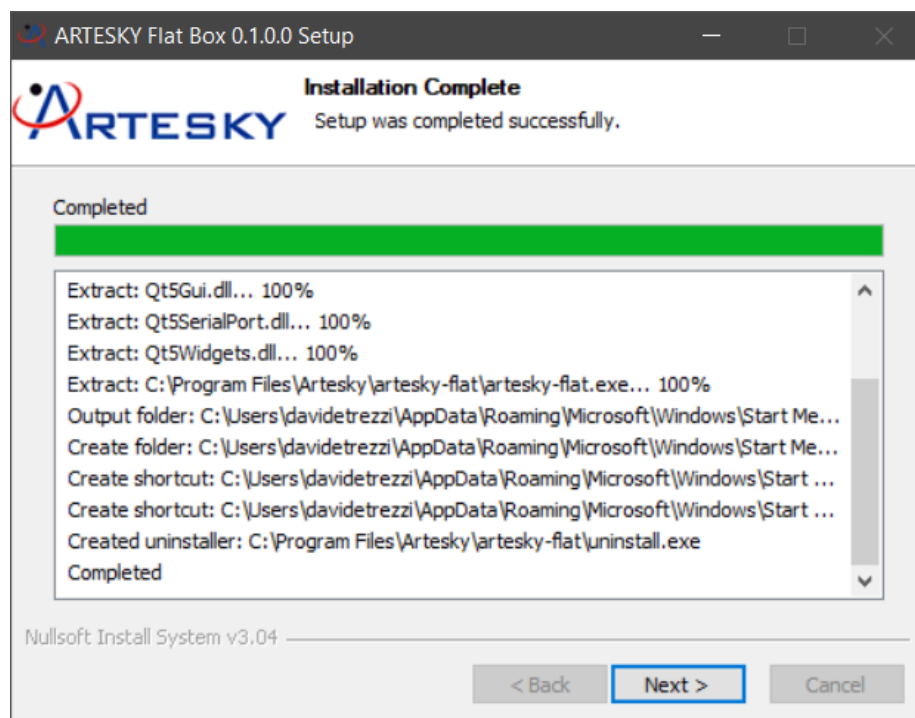 ARTESKY Flat Box 0.1.0.0 Setup
ARTESKY
Installation Complete
Setup was completed successfully.
Completed
Extract: Qt5Gui.dll... 100%
Extract: Qt5SerialPort.dll... 100%
Extract: Qt5Widgets.dll... 100%
Extract: C:\Program Files\Artesky\artesky-flat\artesky-flat.exe... 100%
Output folder: C:\Users\davidetrezzi\AppData\Roaming\Microsoft\Windows\Start Me...
Create folder: C:\Users\davidetrezzi\AppData\Roaming\Microsoft\Windows\Start Me...
Create shortcut: C:\Users\davidetrezzi\AppData\Roaming\Microsoft\Windows\Start ...
Create shortcut: C:\Users\davidetrezzi\AppData\Roaming\Microsoft\Windows\Start ...
Created uninstaller: C:\Program Files\Artesky\artesky-flat\uninstall.exe
Completed
Nullsoft Install System v3.04
< Back Next > Cancel